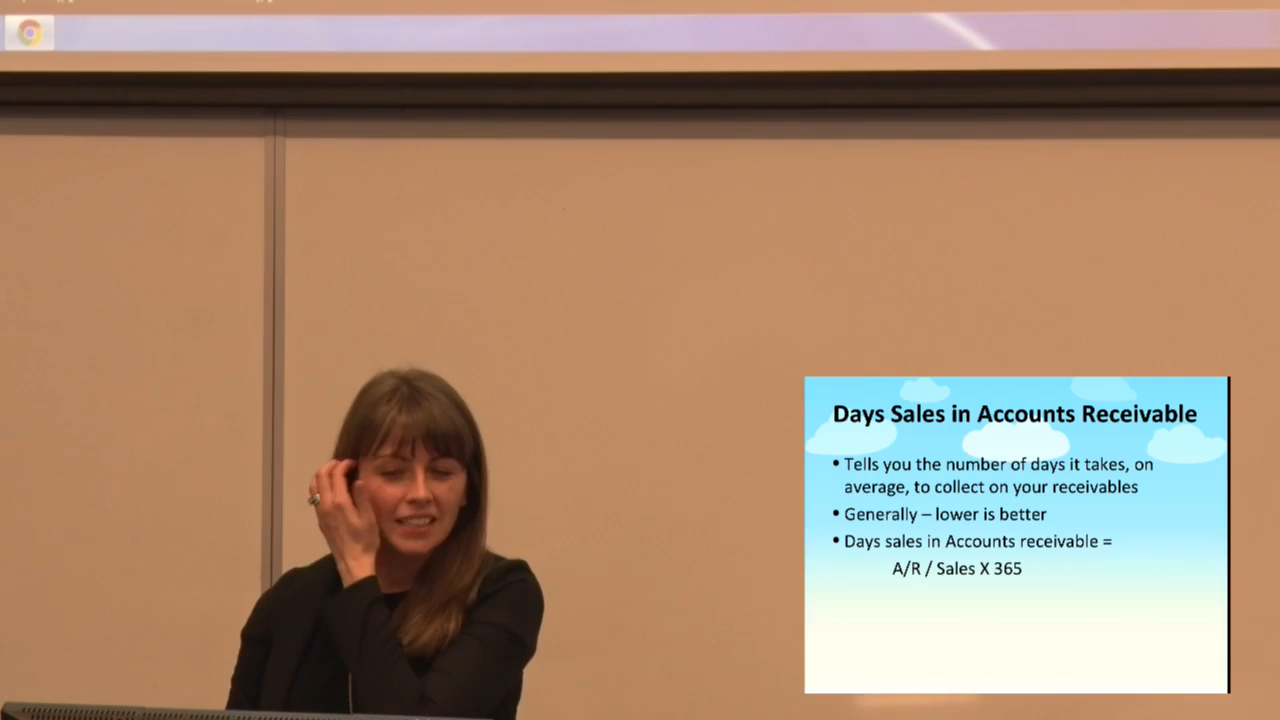 Days Sales in Accounts Receivable
• Tells you the number of days it takes, on
average, to collect on your receivables
• Generally – lower is better
• Days sales in Accounts receivable =
A/R / Sales X 365